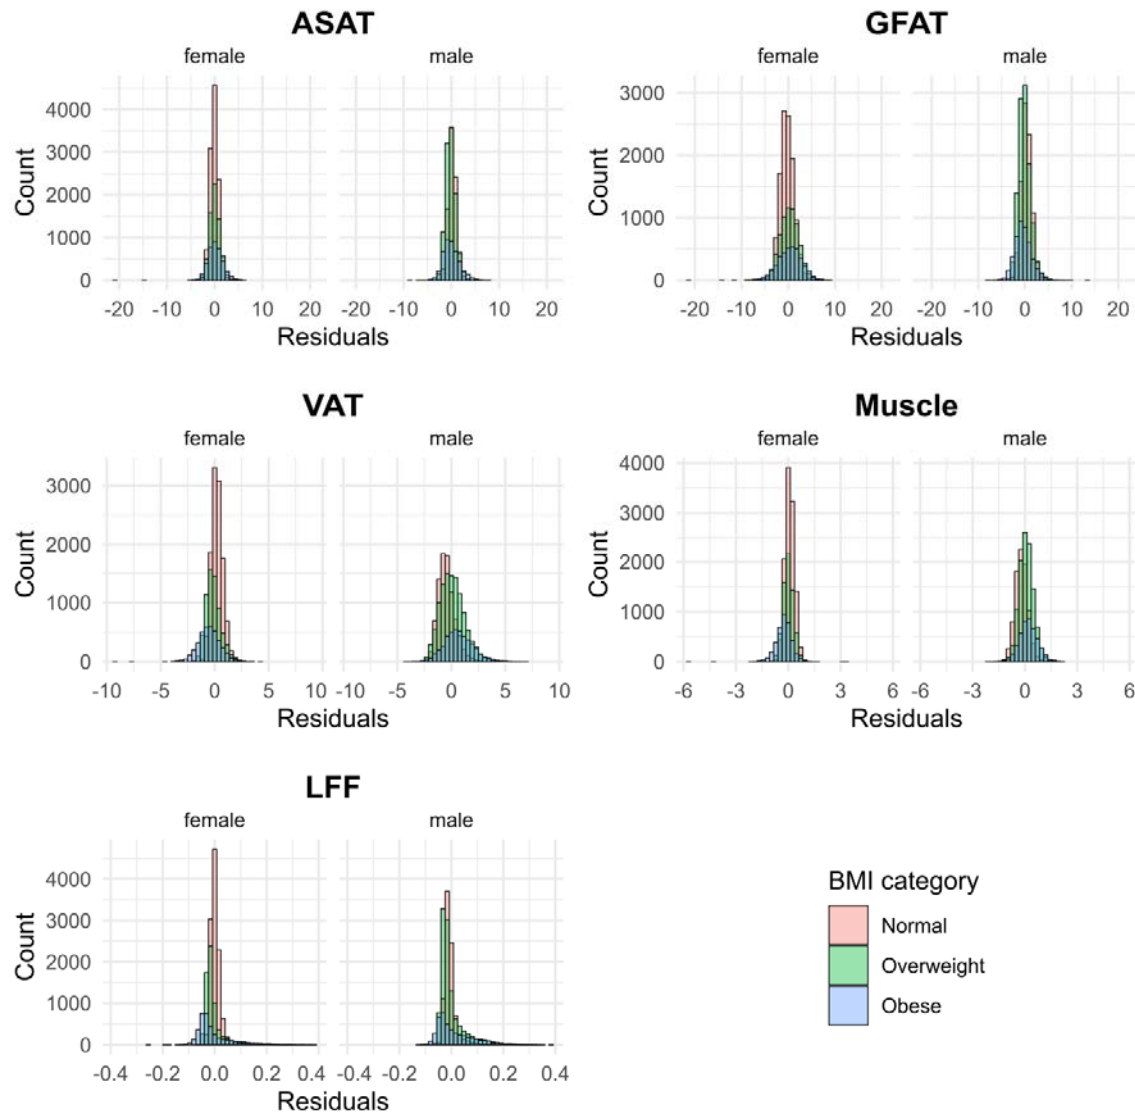 ASAT
female male
4000
3000
2000
1000
0
Count
-20 -10 0 10 20 -20 -10 0 10 20
Residuals
GFAT
female male
3000
2000
1000
0
Count
-20 -10 0 10 20 -20 -10 0 10 20
Residuals
VAT
female male
3000
2000
1000
0
Count
-10 -5 0 5 10 -5 0 5 10
Residuals
Muscle
female male
4000
3000
2000
1000
0
Count
-6 -3 0 3 6 -6 -3 0 3 6
Residuals
LFF
female male
4000
3000
2000
1000
0
Count
-0.4 -0.2 0.0 0.2 0.4 -0.4 -0.2 0.0 0.2 0.4
Residuals
BMI category
Normal
Overweight
Obese